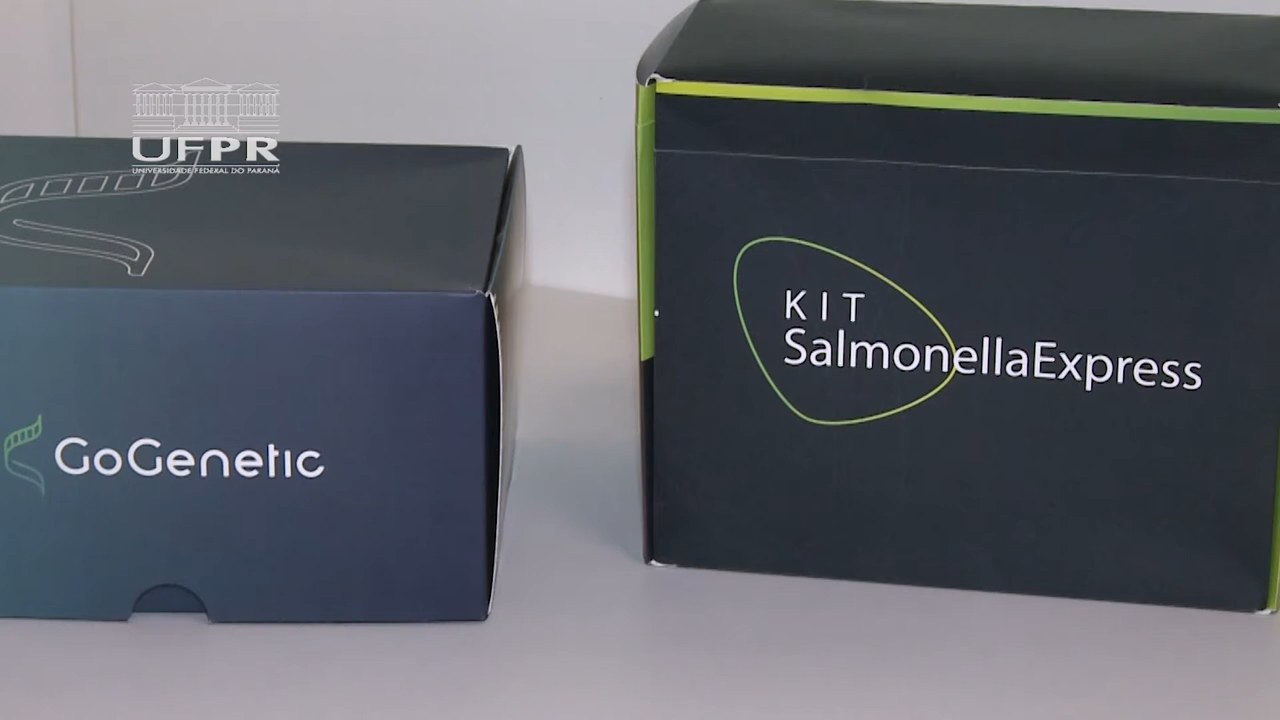 UFPR
UNIVERSIDADE FEDERAL DO PARANÁ
GoGenetic
KIT
SalmonellaExpress